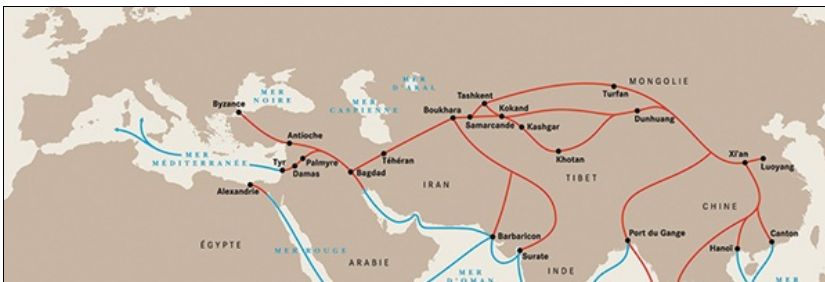 MONGOLIE
MER
D'ARAL
Turfan
MER
NOIRE
Tashkent
Byzance
MER
CASPIENNE
Boukhara
Kokand
Samarcande
Dunhuang
Kashgar
Antioche
MER
MÉDITERRANÉE
Tyr
Palmyre
Téhéran
Khotan
Xi'an
Luoyang
Damas
Bagdad
TIBET
Alexandrie
IRAN
CHINE
Barbaricon
Port du Gange
Canton
ÉGYPTE
MER ROUGE
Hanoï
Surate
ARABIE
MER
D'OMAN
INDE
MER